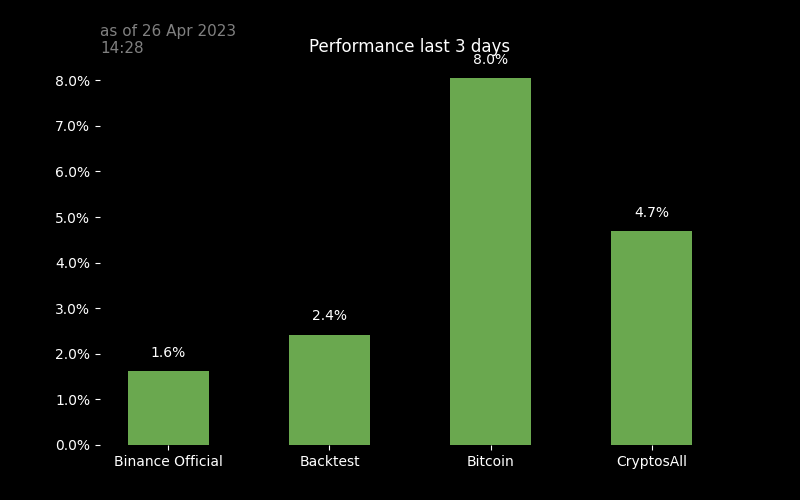 as of 26 Apr 2023
14:28
Performance last 3 days
8.0%
8.0%
7.0%
6.0%
5.0%
4.7%
4.0%
3.0%
2.4%
2.0%
1.6%
1.0%
0.0%
Binance Official
Backtest
Bitcoin
CryptosAll